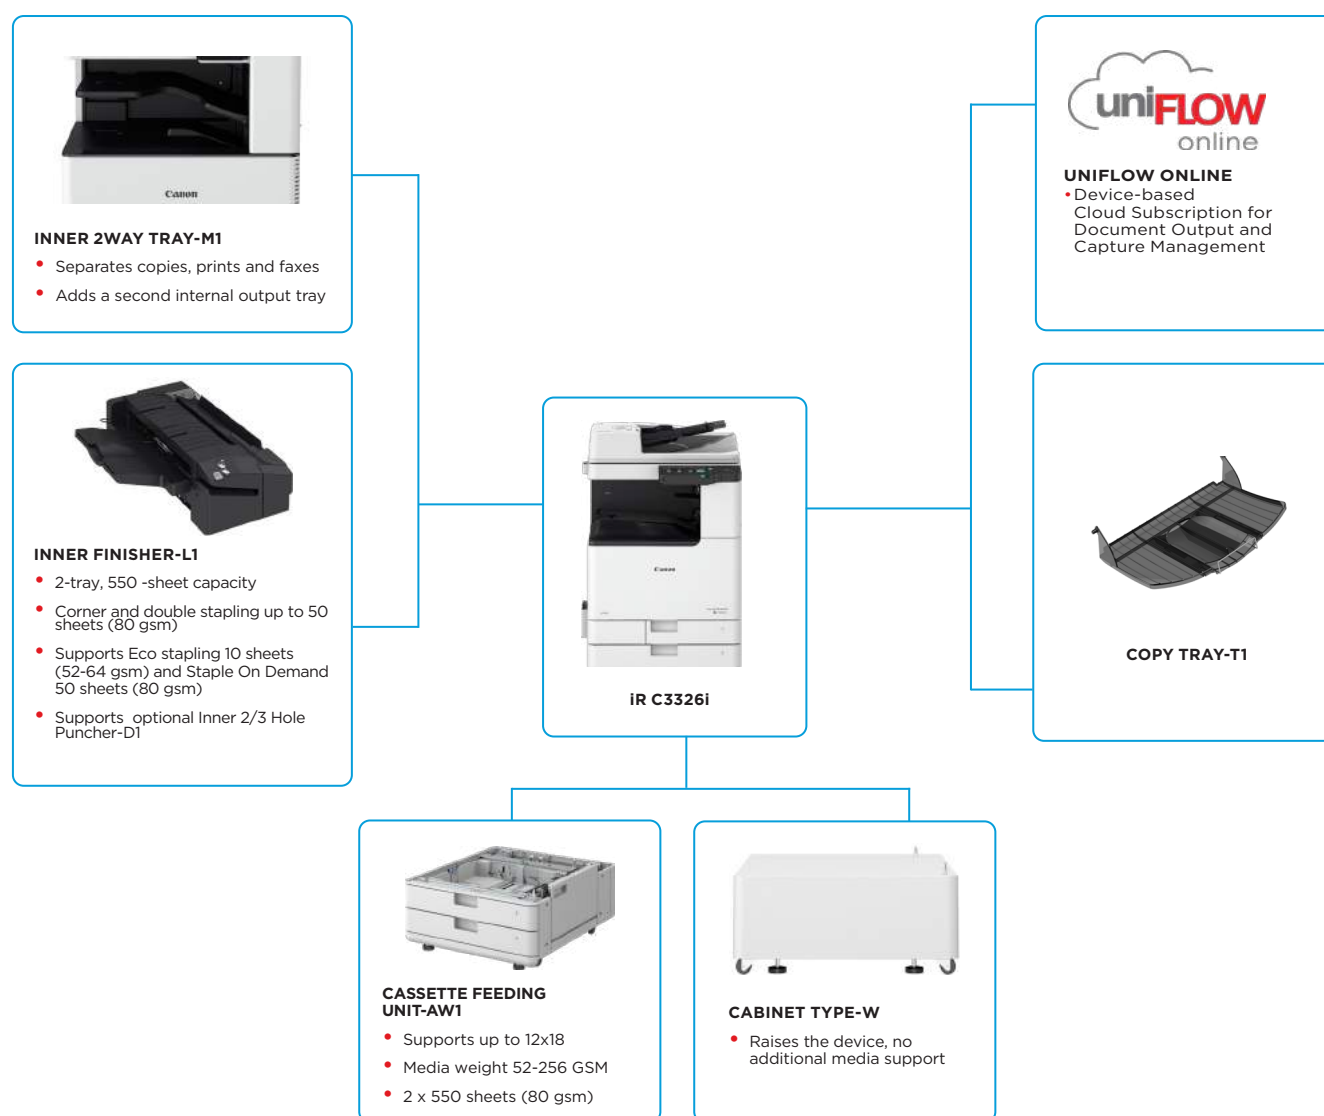 Canon
INNER 2WAY TRAY-M1
• Separates copies, prints and faxes
• Adds a second internal output tray
uniFLOW
online
UNIFLOW ONLINE
• Device-based
Cloud Subscription for
Document Output and
Capture Management
INNER FINISHER-L1
• 2-tray, 550 -sheet capacity
• Corner and double stapling up to 50
sheets (80 gsm)
• Supports Eco stapling 10 sheets
(52-64 gsm) and Staple On Demand
50 sheets (80 gsm)
• Supports  optional Inner 2/3 Hole
Puncher-D1
Canon
iR C3326i
COPY TRAY-T1
CASSETTE FEEDING
UNIT-AW1
• Supports up to 12x18
• Media weight 52-256 GSM
• 2 x 550 sheets (80 gsm)
CABINET TYPE-W
• Raises the device, no
additional media support